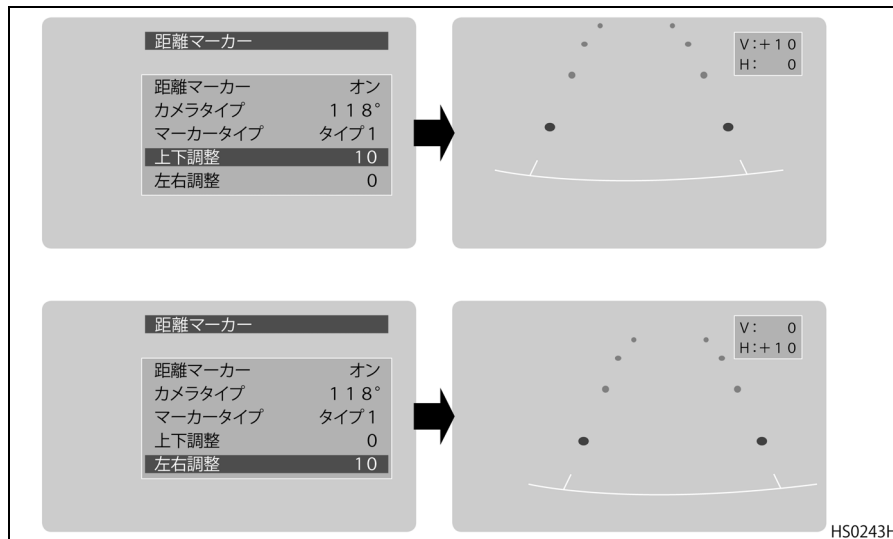 距離マーカー
距離マーカー オン
カメラタイプ 118°
マーカータイプ タイプ1
上下調整 10
左右調整 0
V:+10
H: 0
距離マーカー
距離マーカー オン
カメラタイプ 118°
マーカータイプ タイプ1
上下調整 0
左右調整 10
V: 0
H:+10
HS0243H